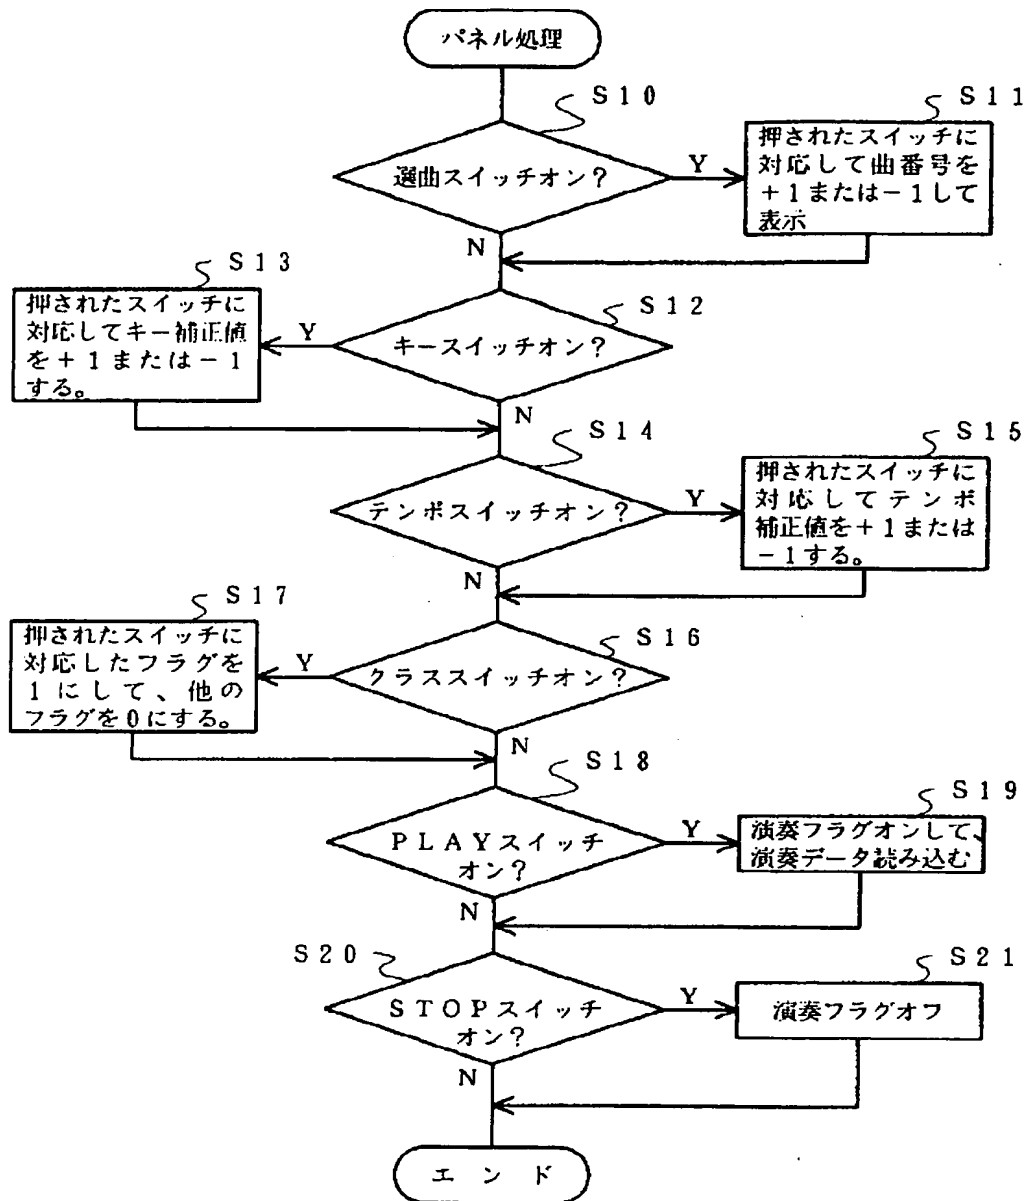 パネル処理
S10
選曲スイッチオン?
Y
N
S11
押されたスイッチに
対応して曲番号を
+1または-1して
表示
S12
キースイッチオン?
Y
N
S13
押されたスイッチに
対応してキー補正値
を+1または-1
する。
S14
テンポスイッチオン?
Y
N
S15
押されたスイッチに
対応してテンポ
補正値を+1または
-1する。
S16
クラススイッチオン?
Y
N
S17
押されたスイッチに
対応したフラグを
1にして、他の
フラグを0にする。
S18
PLAYスイッチ
オン?
Y
N
S19
演奏フラグオンして、
演奏データ読み込む
S20
STOPスイッチ
オン?
Y
N
S21
演奏フラグオフ
エンド